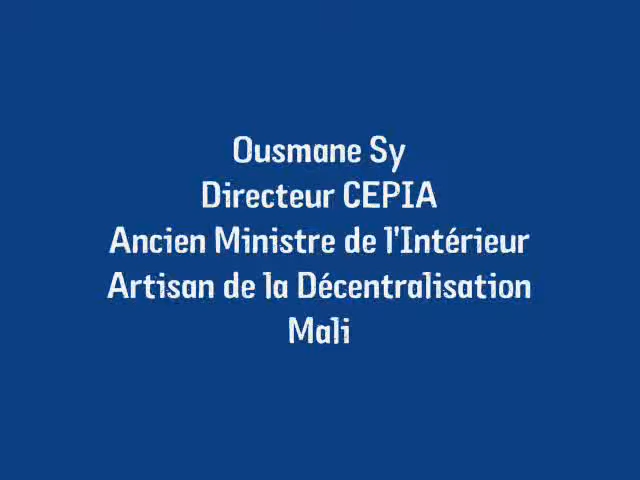 Ousmane Sy
Directeur CEPIA
Ancien Ministre de l'Intérieur
Artisan de la Décentralisation
Mali